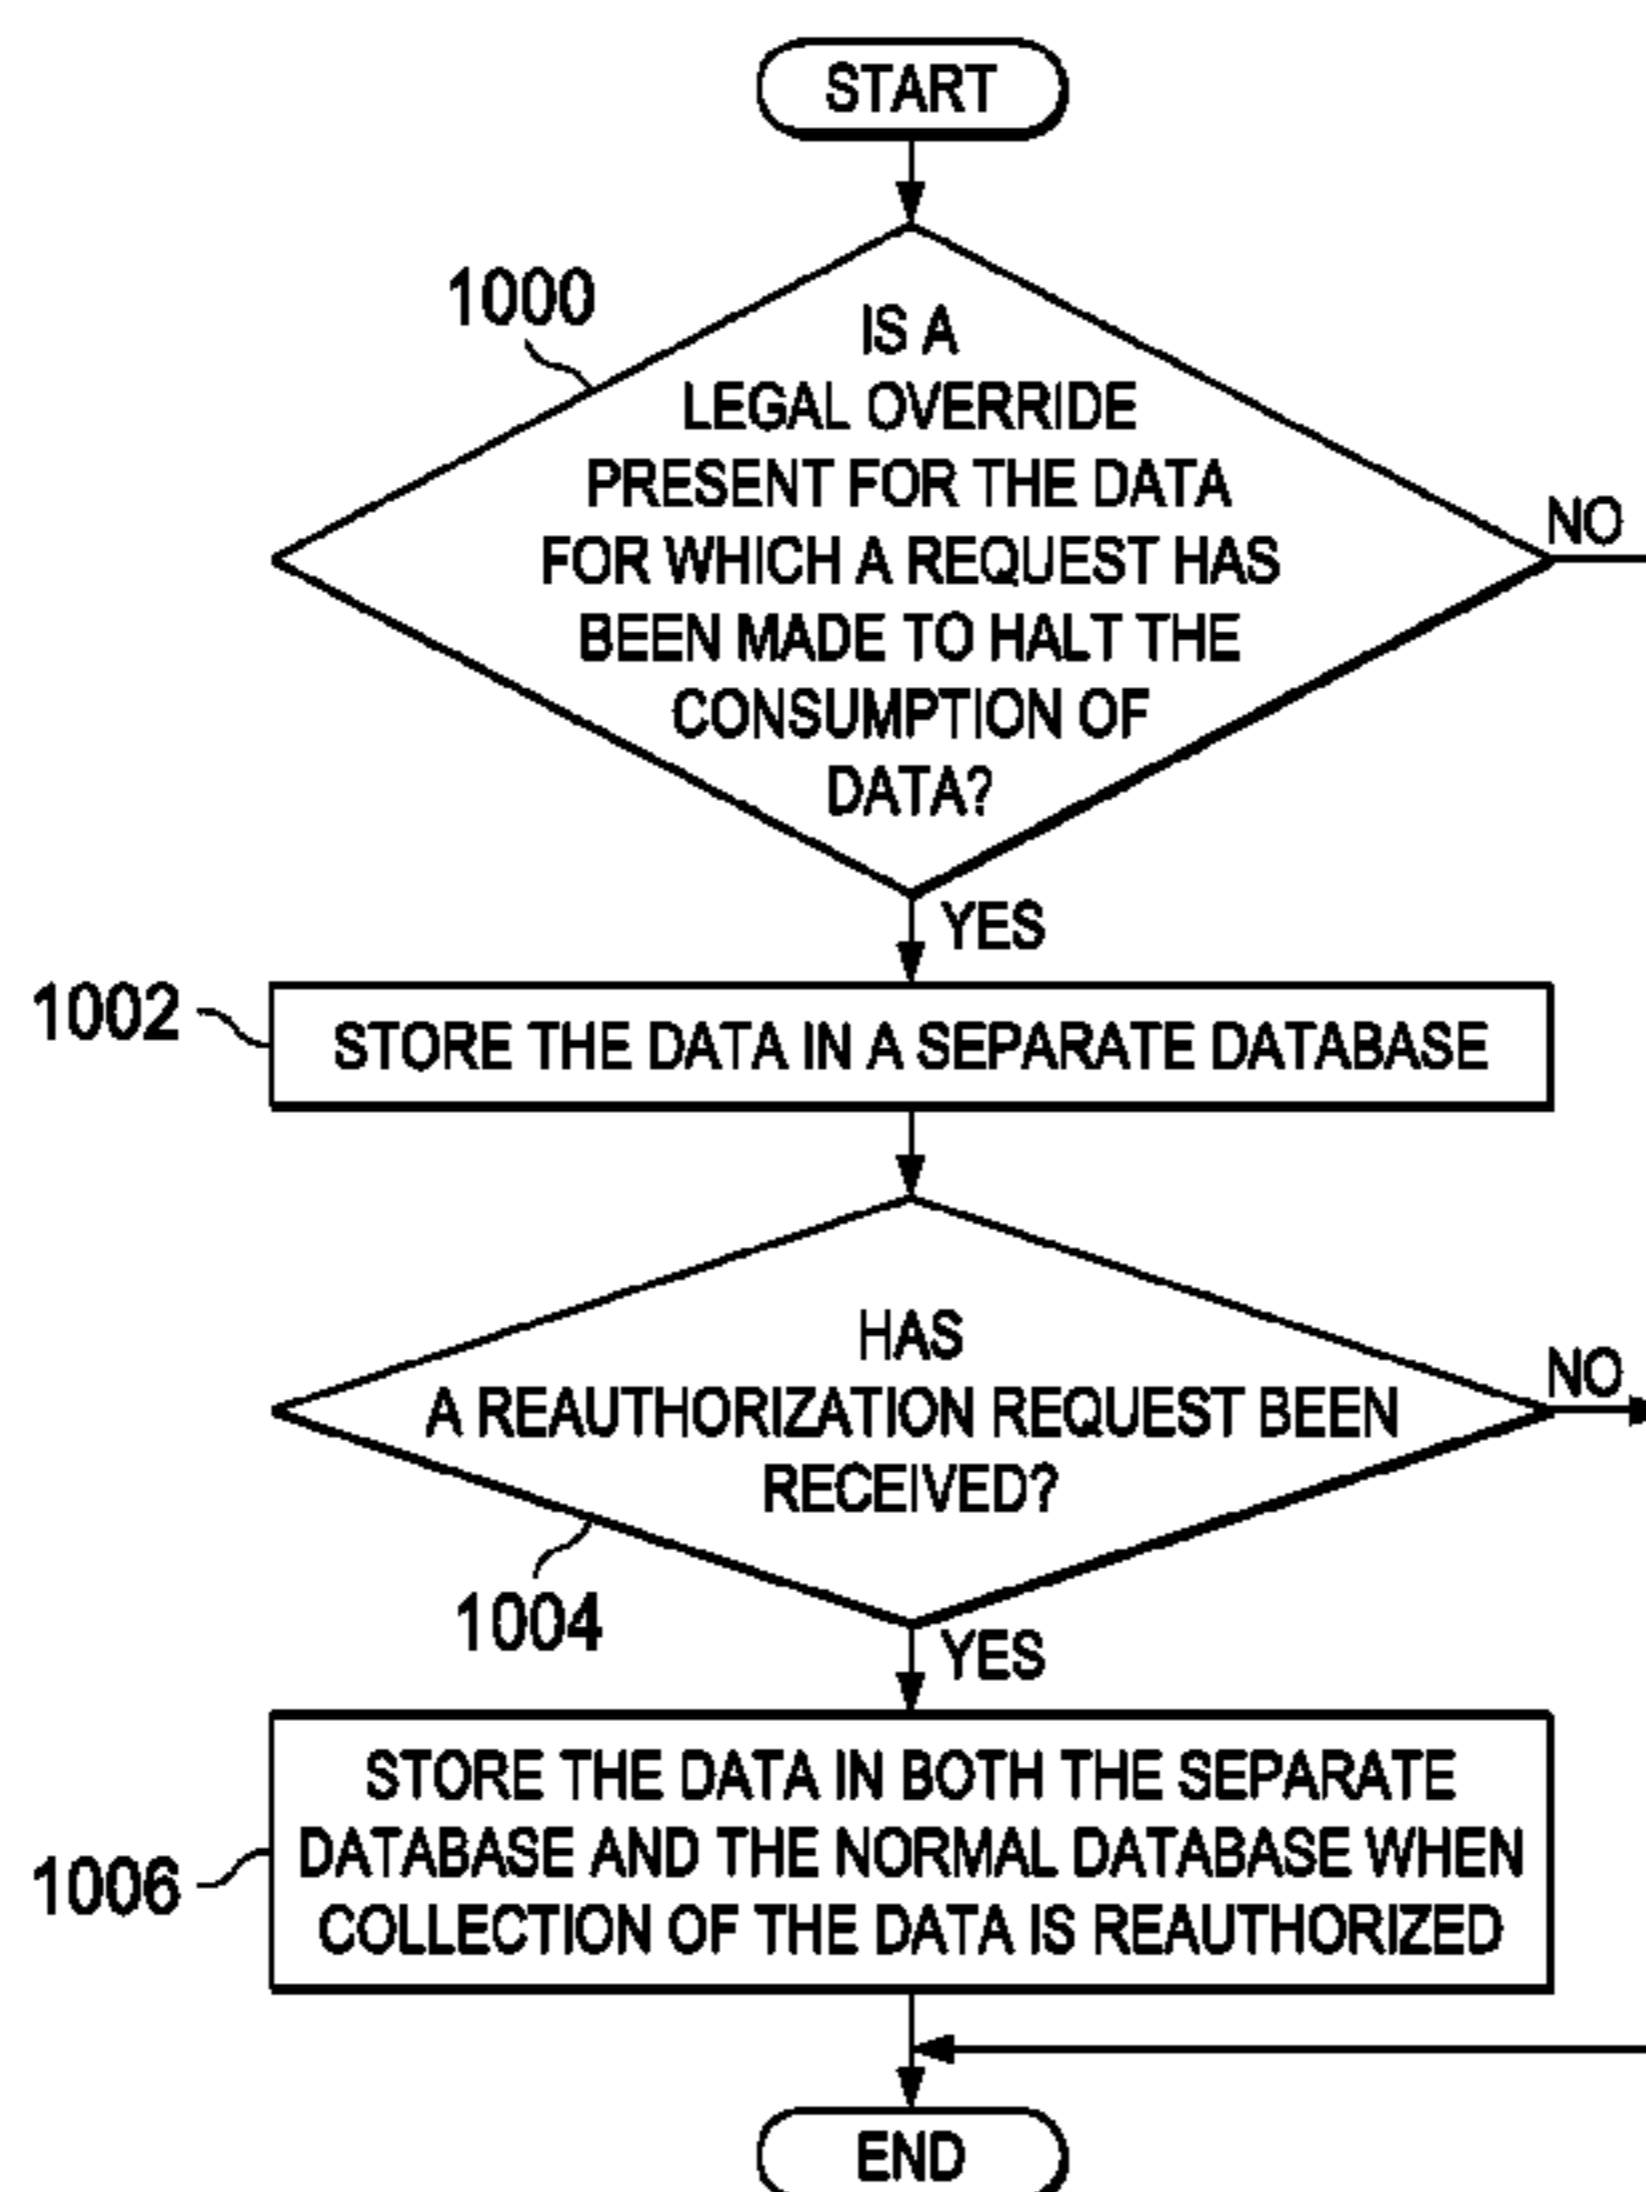 START
1000
IS A
LEGAL OVERRIDE
PRESENT FOR THE DATA
FOR WHICH A REQUEST HAS
BEEN MADE TO HALT THE
CONSUMPTION OF
DATA?
NO
YES
1002
STORE THE DATA IN A SEPARATE DATABASE
HAS
A REAUTHORIZATION REQUEST BEEN
RECEIVED?
NO
1004
YES
STORE THE DATA IN BOTH THE SEPARATE
DATABASE AND THE NORMAL DATABASE WHEN
COLLECTION OF THE DATA IS REAUTHORIZED
1006
END